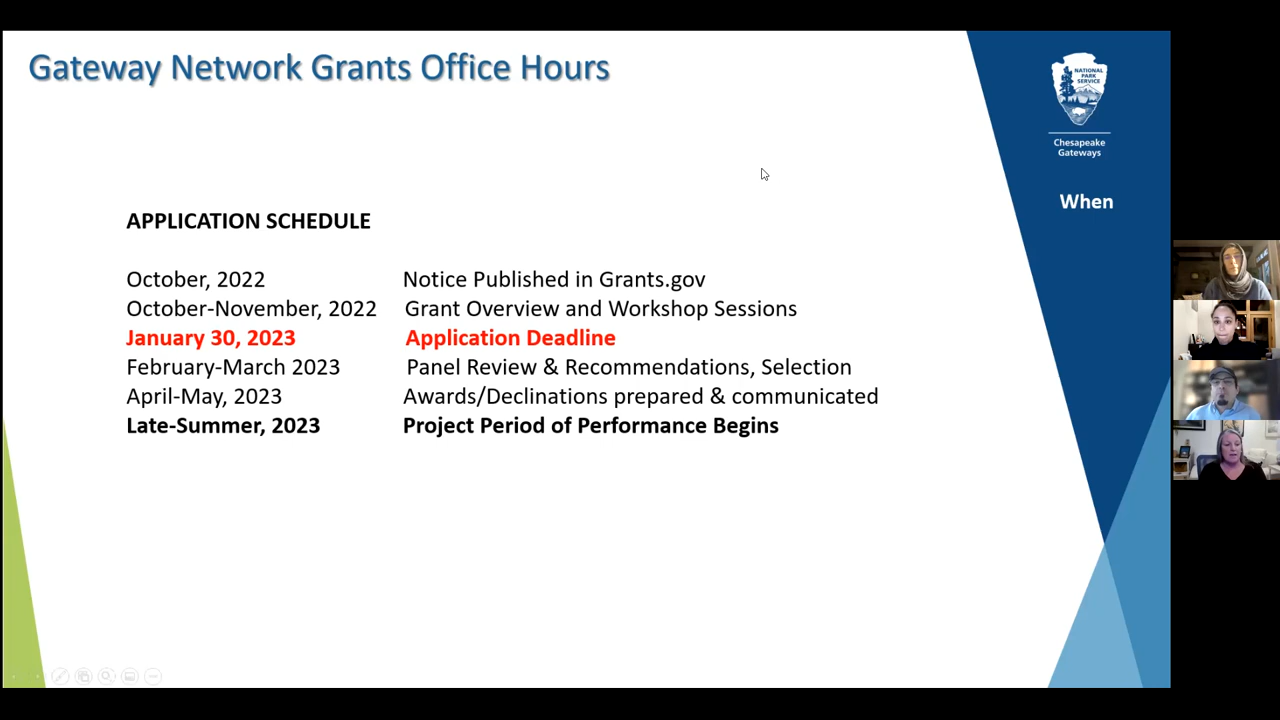 Gateway Network Grants Office Hours
NATIONAL
PARK
SERVICE
Chesapeake
Gateways
When
APPLICATION SCHEDULE
October, 2022 Notice Published in Grants.gov
October-November, 2022 Grant Overview and Workshop Sessions
January 30, 2023 Application Deadline
February-March 2023 Panel Review & Recommendations, Selection
April-May, 2023 Awards/Declinations prepared & communicated
Late-Summer, 2023 Project Period of Performance Begins